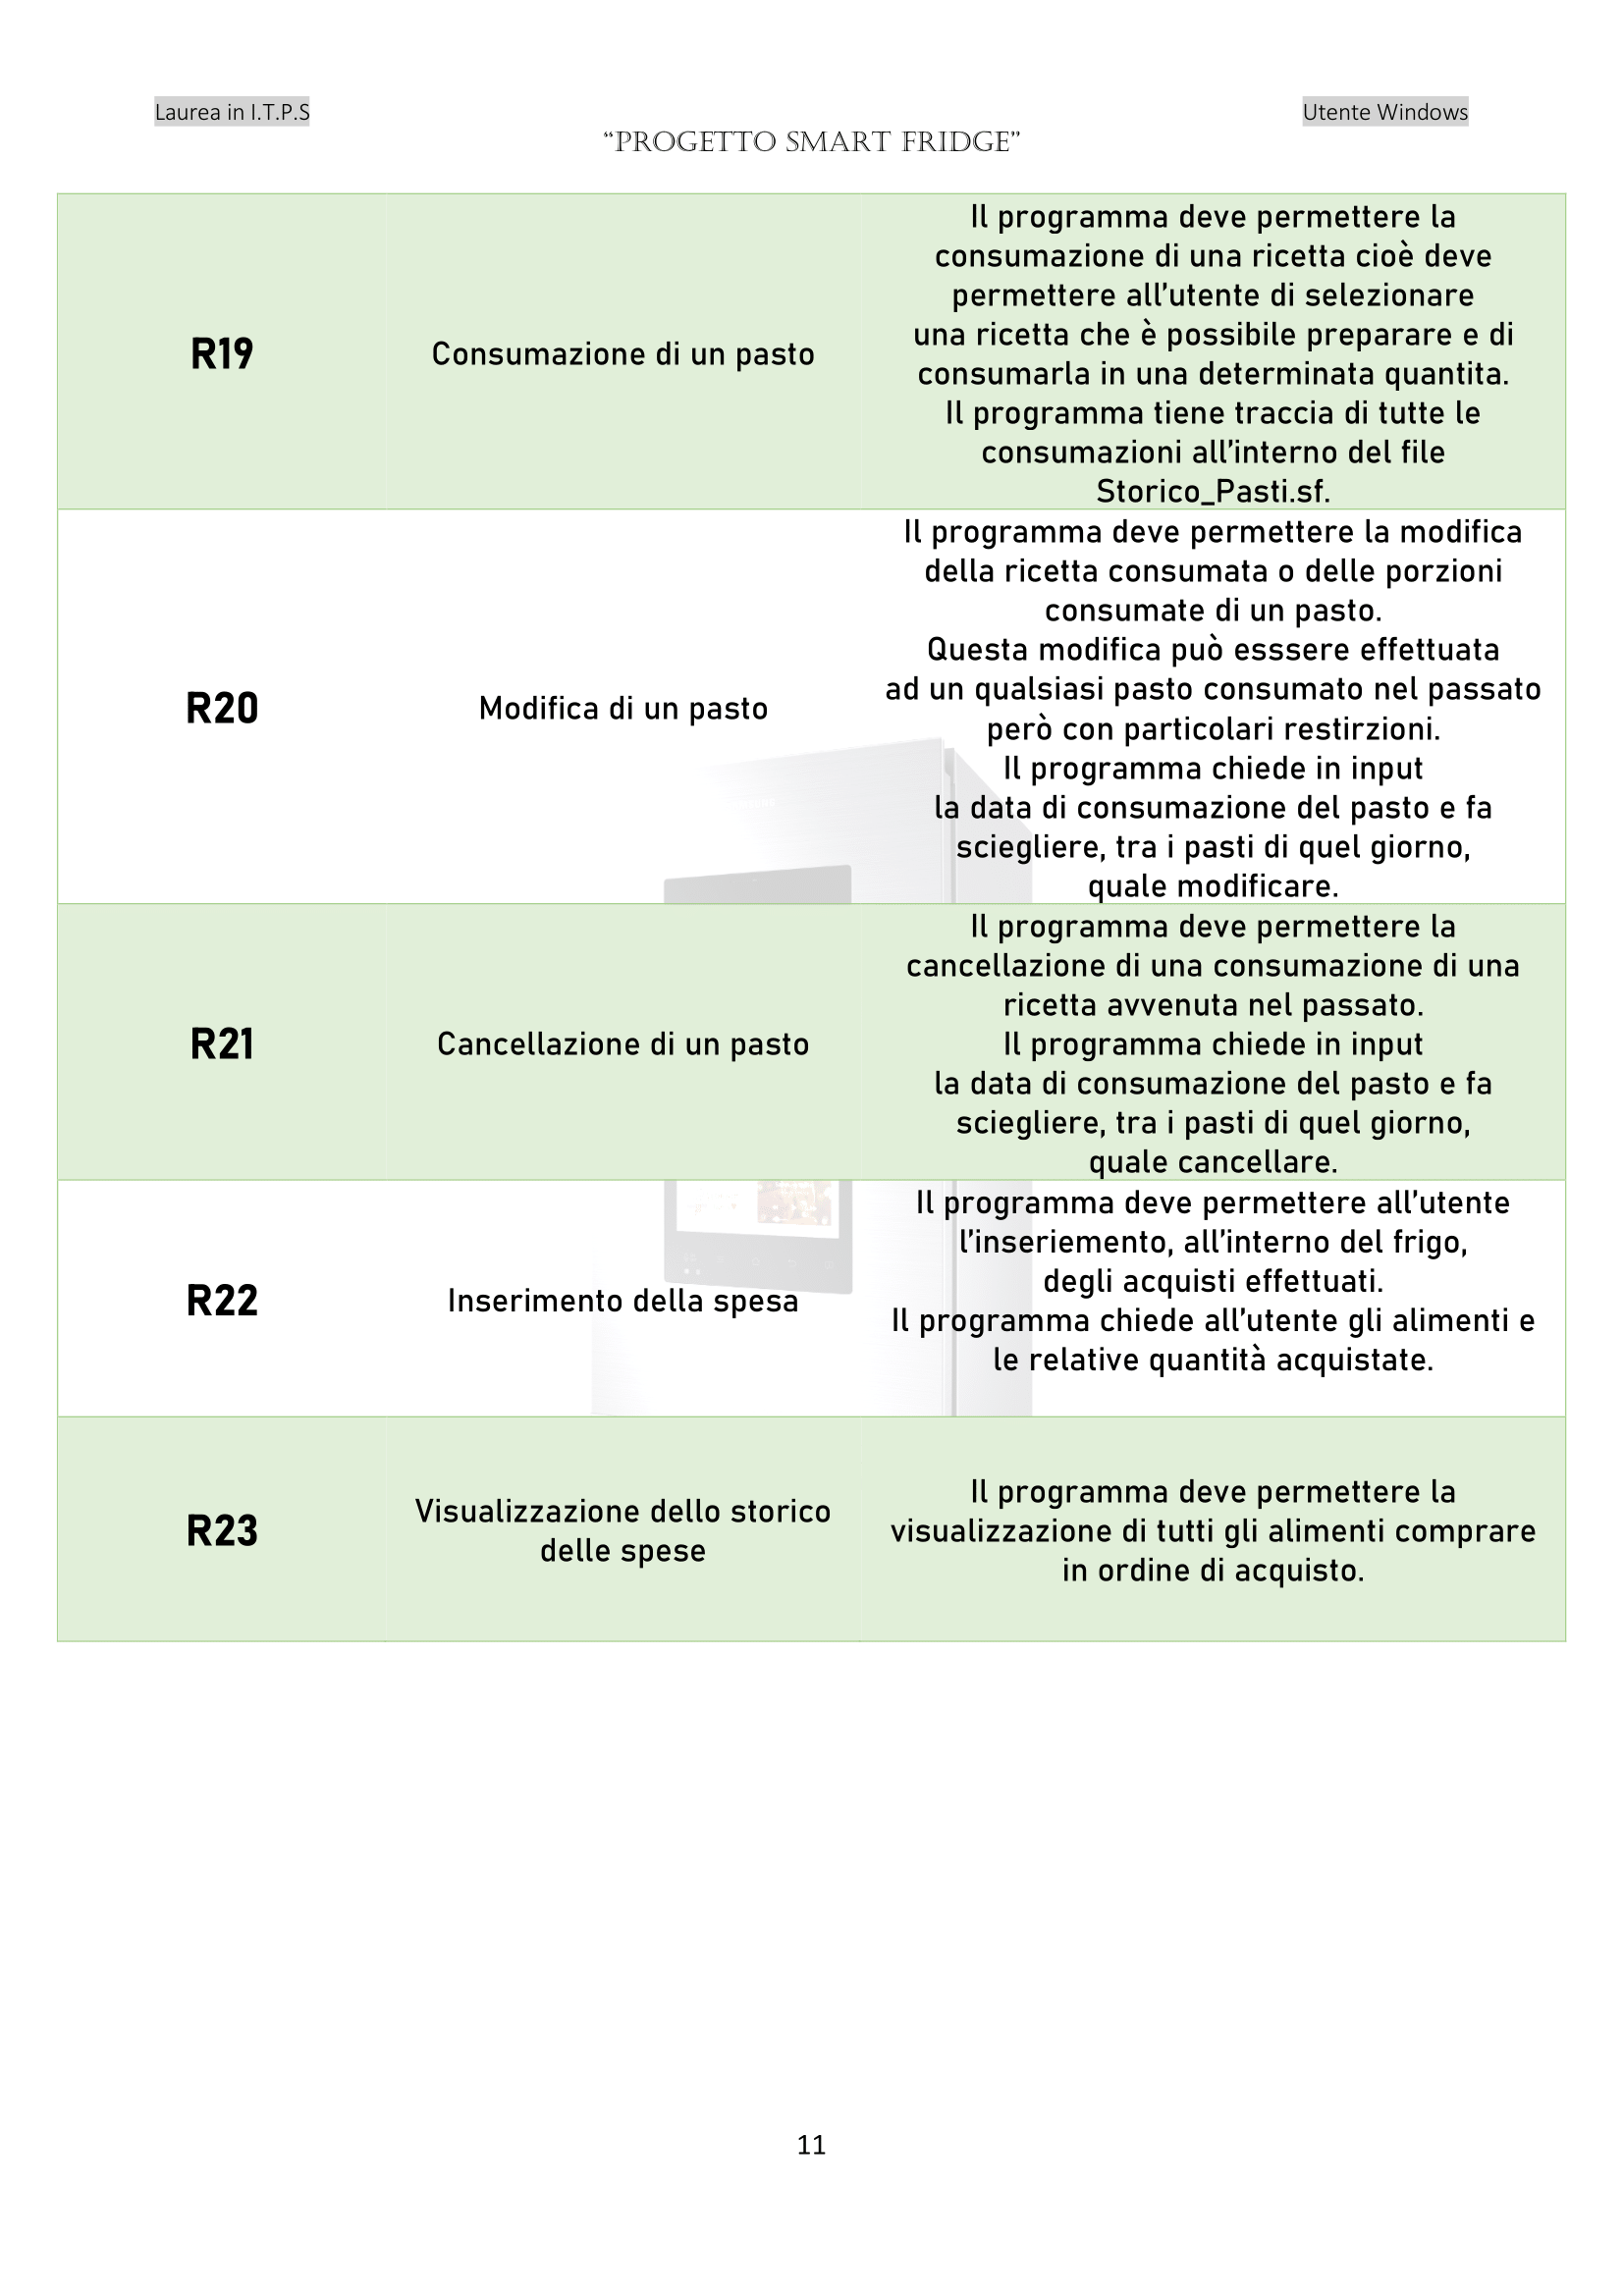 Laurea in I.T.P.S
Utente Windows
“PROGETTO SMART FRIDGE”
R19
Consumazione di un pasto
Il programma deve permettere la
consumazione di una ricetta cioè deve
permettere all’utente di selezionare
una ricetta che è possibile preparare e di
consumarla in una determinata quantita.
Il programma tiene traccia di tutte le
consumazioni all’interno del file
Storico_Pasti.sf.
R20
Modifica di un pasto
Il programma deve permettere la modifica
della ricetta consumata o delle porzioni
consumate di un pasto.
Questa modifica può esssere effettuata
ad un qualsiasi pasto consumato nel passato
però con particolari restirzioni.
Il programma chiede in input
la data di consumazione del pasto e fa
sciegliere, tra i pasti di quel giorno,
quale modificare.
R21
Cancellazione di un pasto
Il programma deve permettere la
cancellazione di una consumazione di una
ricetta avvenuta nel passato.
Il programma chiede in input
la data di consumazione del pasto e fa
sciegliere, tra i pasti di quel giorno,
quale cancellare.
R22
Inserimento della spesa
Il programma deve permettere all’utente
l’inseriemento, all’interno del frigo,
degli acquisti effettuati.
Il programma chiede all’utente gli alimenti e
le relative quantità acquistate.
R23
Visualizzazione dello storico
delle spese
Il programma deve permettere la
visualizzazione di tutti gli alimenti comprare
in ordine di acquisto.
11